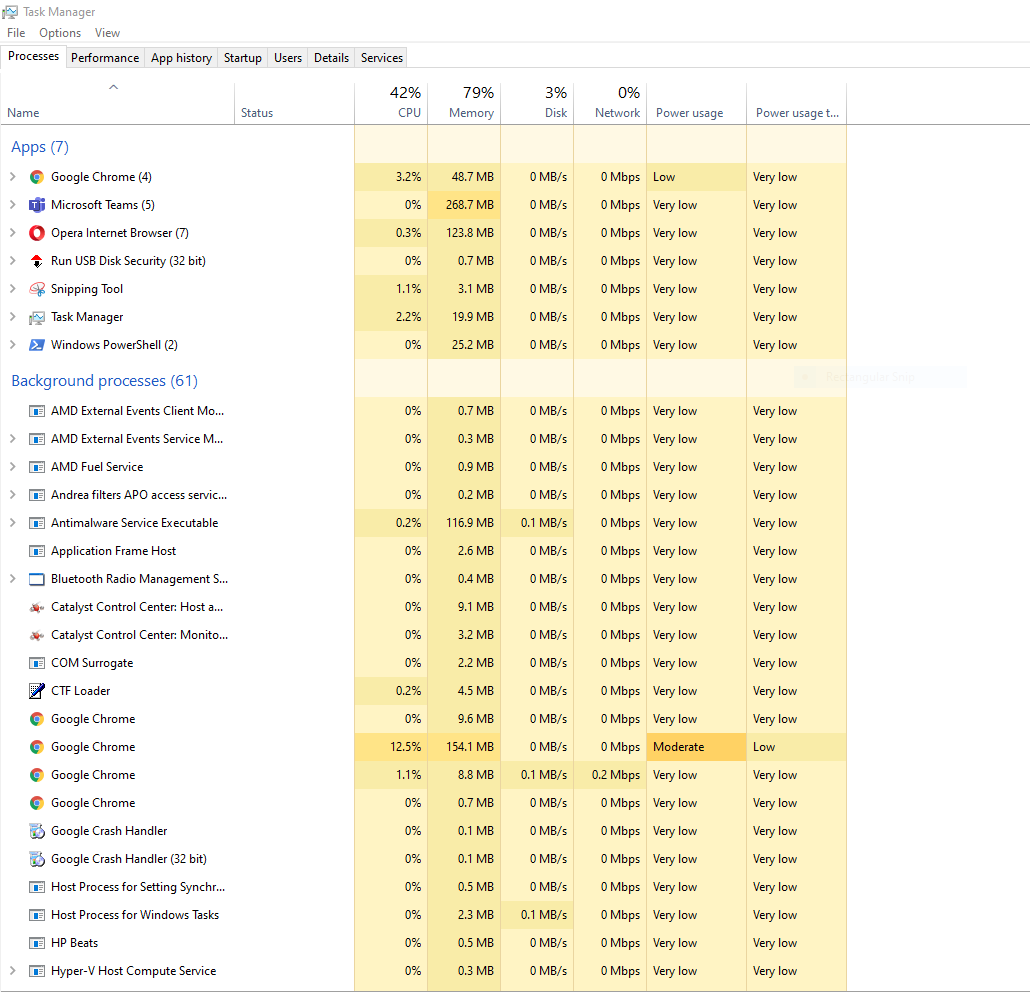 Task Manager
File Options View
Processes Performance App history Startup Users Details Services
42% 79% 3% 0%
Name Status CPU Memory Disk Network Power usage Power usage t...
Apps (7)
Google Chrome (4) 3.2% 48.7 MB 0 MB/s 0 Mbps Low Very low
Microsoft Teams (5) 0% 268.7 MB 0 MB/s 0 Mbps Very low Very low
Opera Internet Browser (7) 0.3% 123.8 MB 0 MB/s 0 Mbps Very low Very low
Run USB Disk Security (32 bit) 0% 0.7 MB 0 MB/s 0 Mbps Very low Very low
Snipping Tool 1.1% 3.1 MB 0 MB/s 0 Mbps Very low Very low
Task Manager 2.2% 19.9 MB 0 MB/s 0 Mbps Very low Very low
Windows PowerShell (2) 0% 25.2 MB 0 MB/s 0 Mbps Very low Very low
Rectangular Snip
Background processes (61)
AMD External Events Client Mo... 0% 0.7 MB 0 MB/s 0 Mbps Very low Very low
AMD External Events Service M... 0% 0.3 MB 0 MB/s 0 Mbps Very low Very low
AMD Fuel Service 0% 0.9 MB 0 MB/s 0 Mbps Very low Very low
Andrea filters APO access servic... 0% 0.2 MB 0 MB/s 0 Mbps Very low Very low
Antimalware Service Executable 0.2% 116.9 MB 0.1 MB/s 0 Mbps Very low Very low
Application Frame Host 0% 2.6 MB 0 MB/s 0 Mbps Very low Very low
Bluetooth Radio Management S... 0% 0.4 MB 0 MB/s 0 Mbps Very low Very low
Catalyst Control Center: Host a... 0% 9.1 MB 0 MB/s 0 Mbps Very low Very low
Catalyst Control Center: Monito... 0% 3.2 MB 0 MB/s 0 Mbps Very low Very low
COM Surrogate 0% 2.2 MB 0 MB/s 0 Mbps Very low Very low
CTF Loader 0.2% 4.5 MB 0 MB/s 0 Mbps Very low Very low
Google Chrome 0% 9.6 MB 0 MB/s 0 Mbps Very low Very low
Google Chrome 12.5% 154.1 MB 0 MB/s 0 Mbps Moderate Low
Google Chrome 1.1% 8.8 MB 0.1 MB/s 0.2 Mbps Very low Very low
Google Chrome 0% 0.7 MB 0 MB/s 0 Mbps Very low Very low
Google Crash Handler 0% 0.1 MB 0 MB/s 0 Mbps Very low Very low
Google Crash Handler (32 bit) 0% 0.1 MB 0 MB/s 0 Mbps Very low Very low
Host Process for Setting Synchr... 0% 0.5 MB 0 MB/s 0 Mbps Very low Very low
Host Process for Windows Tasks 0% 2.3 MB 0.1 MB/s 0 Mbps Very low Very low
HP Beats 0% 0.5 MB 0 MB/s 0 Mbps Very low Very low
Hyper-V Host Compute Service 0% 0.3 MB 0 MB/s 0 Mbps Very low Very low